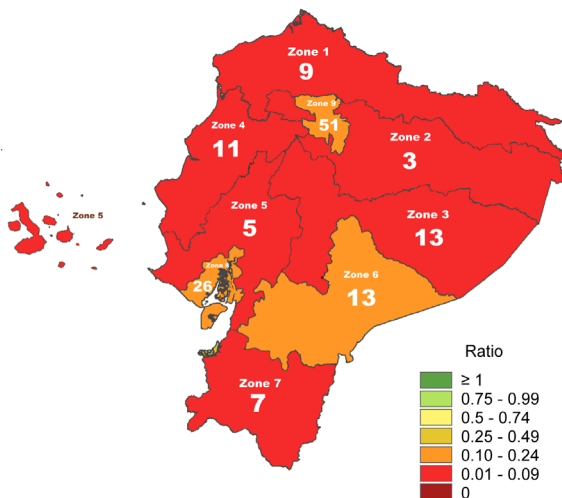 Zone 1
9
Zone 9
51
Zone 4
11
Zone 2
3
Zone 5
Zone 5
5
Zone 3
13
Zone 8
26
Zone 6
13
Zone 7
7
Ratio
≥ 1
0.75 - 0.99
0.5 - 0.74
0.25 - 0.49
0.10 - 0.24
0.01 - 0.09
0